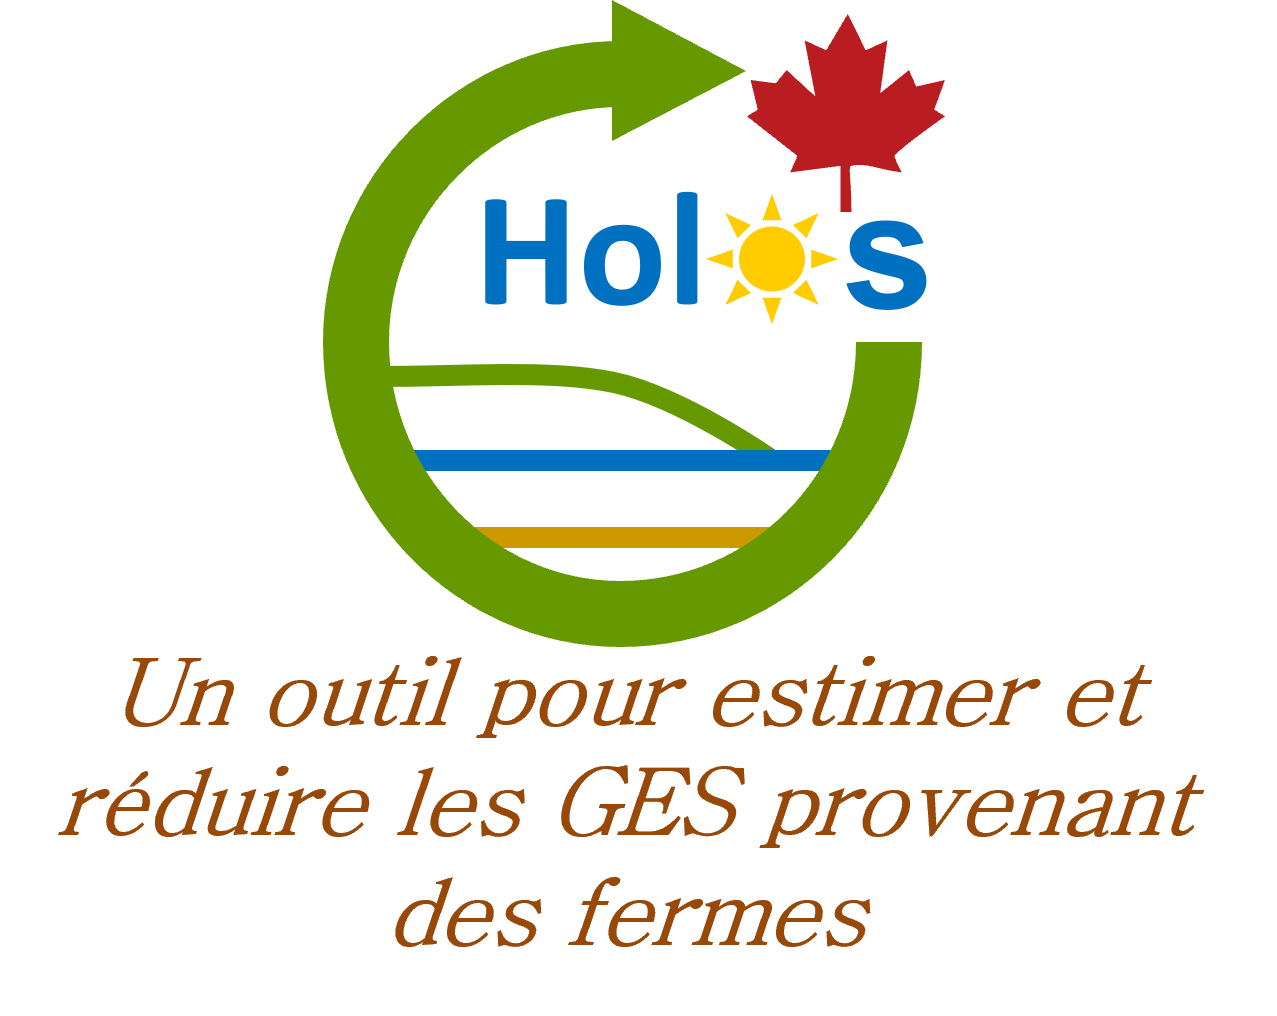 Holos
Un outil pour estimer et
réduire les GES provenant
des fermes